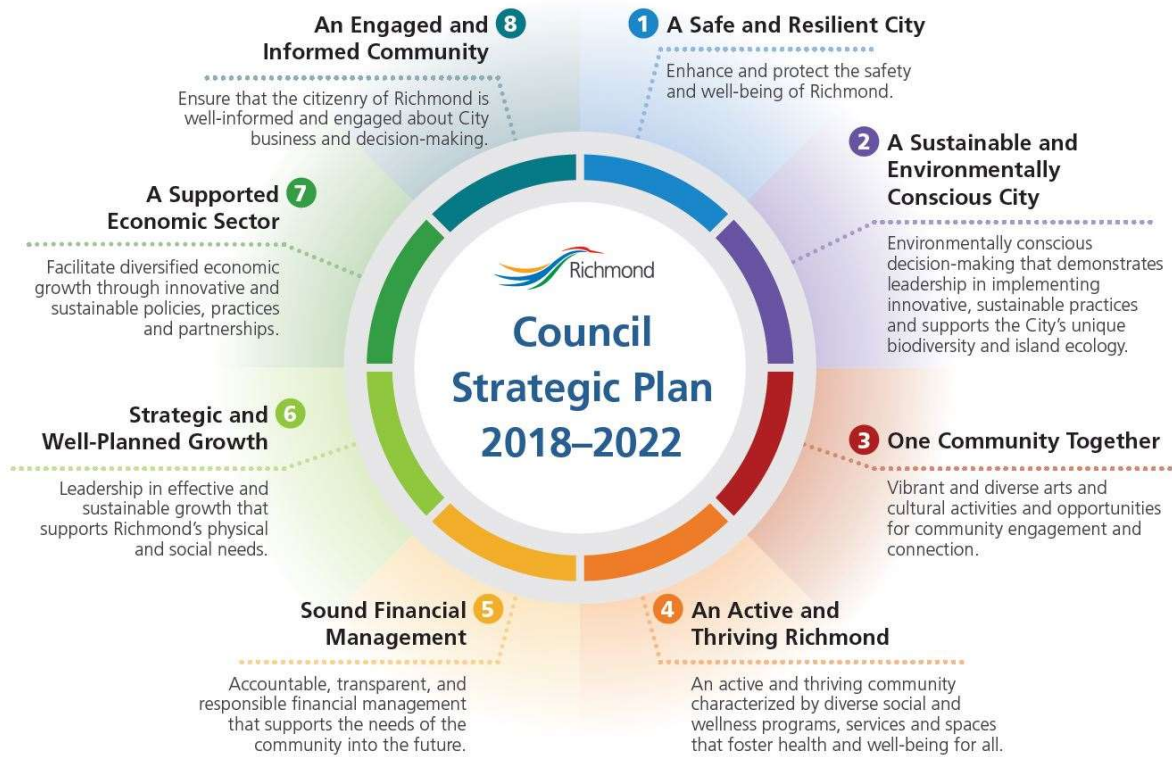 Richmond
Council
Strategic Plan
2018–2022
1 A Safe and Resilient City
Enhance and protect the safety
and well-being of Richmond.
2 A Sustainable and
Environmentally
Conscious City
Environmentally conscious
decision-making that demonstrates
leadership in implementing
innovative, sustainable practices
and supports the City's unique
biodiversity and island ecology.
3 One Community Together
Vibrant and diverse arts and
cultural activities and opportunities
for community engagement and
connection.
4 An Active and
Thriving Richmond
An active and thriving community
characterized by diverse social and
wellness programs, services and spaces
that foster health and well-being for all.
Sound Financial 5
Management
Accountable, transparent, and
responsible financial management
that supports the needs of the
community into the future.
Strategic and 6
Well-Planned Growth
Leadership in effective and
sustainable growth that
supports Richmond's physical
and social needs.
A Supported 7
Economic Sector
Facilitate diversified economic
growth through innovative and
sustainable policies, practices
and partnerships.
An Engaged and 8
Informed Community
Ensure that the citizenry of Richmond is
well-informed and engaged about City
business and decision-making.